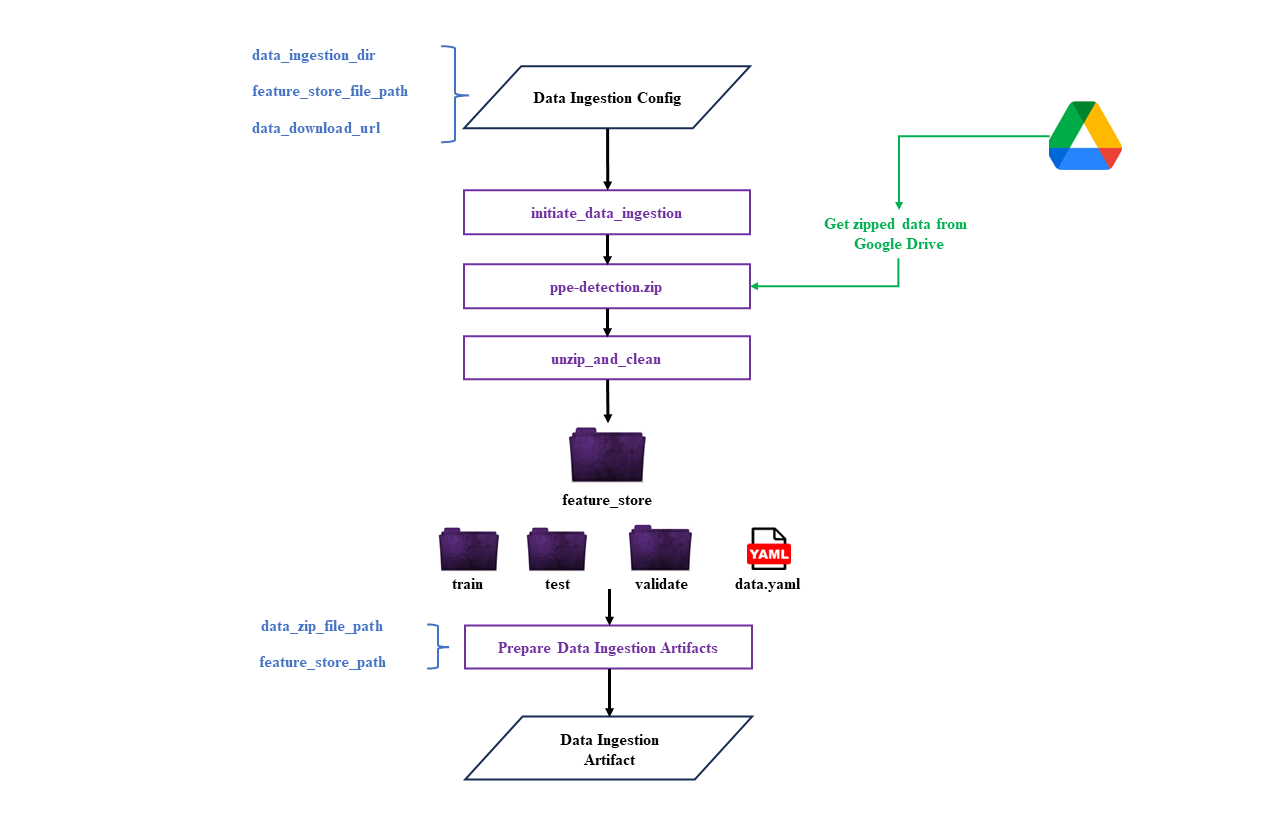 data_ingestion_dir
feature_store_file_path
data_download_url
Data Ingestion Config
initiate_data_ingestion
Get zipped data from
Google Drive
ppe-detection.zip
unzip_and_clean
feature_store
train
test
validate
YAML
data.yaml
data_zip_file_path
feature_store_path
Prepare Data Ingestion Artifacts
Data Ingestion
Artifact